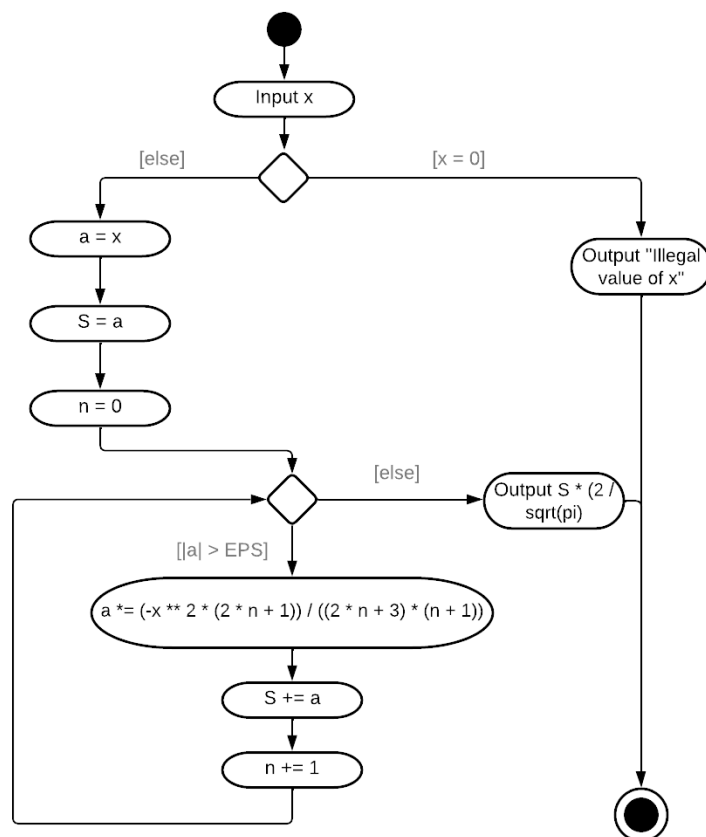 Input x
[else]
[x = 0]
a = x
Output "Illegal
value of x"
S = a
n = 0
[else]
Output S * (2 /
sqrt(pi)
[|a| > EPS]
a *= (-x ** 2 * (2 * n + 1)) / ((2 * n + 3) * (n + 1))
S += a
n += 1